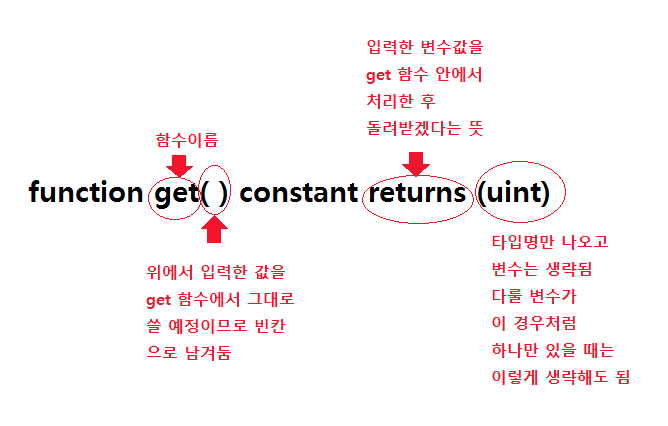 입력한 변수값을
get 함수 안에서
처리한 후
돌려받겠다는 뜻
함수이름
function get( ) constant returns (uint)
위에서 입력한 값을
get 함수에서 그대로
쓸 예정이므로 빈칸
으로 남겨둠
타입명만 나오고
변수는 생략됨
다룰 변수가
이 경우처럼
하나만 있을 때는
이렇게 생략해도 됨